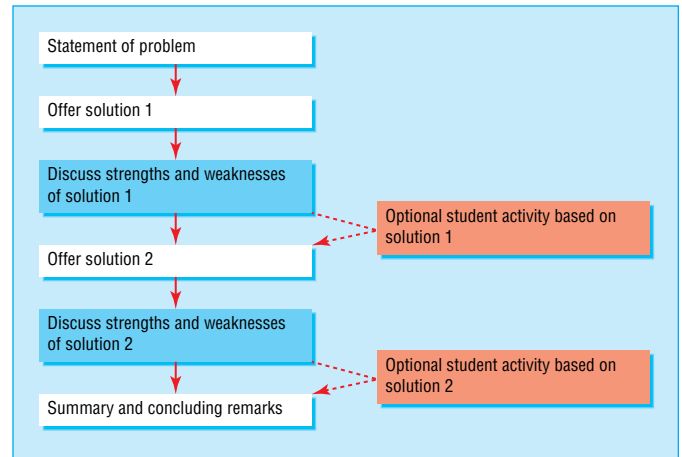 Statement of problem
Offer solution 1
Discuss strengths and weaknesses
of solution 1
Optional student activity based on
solution 1
Offer solution 2
Discuss strengths and weaknesses
of solution 2
Optional student activity based on
solution 2
Summary and concluding remarks